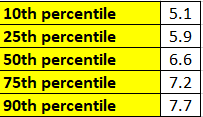 10th percentile 5.1
25th percentile 5.9
50th percentile 6.6
75th percentile 7.2
90th percentile 7.7